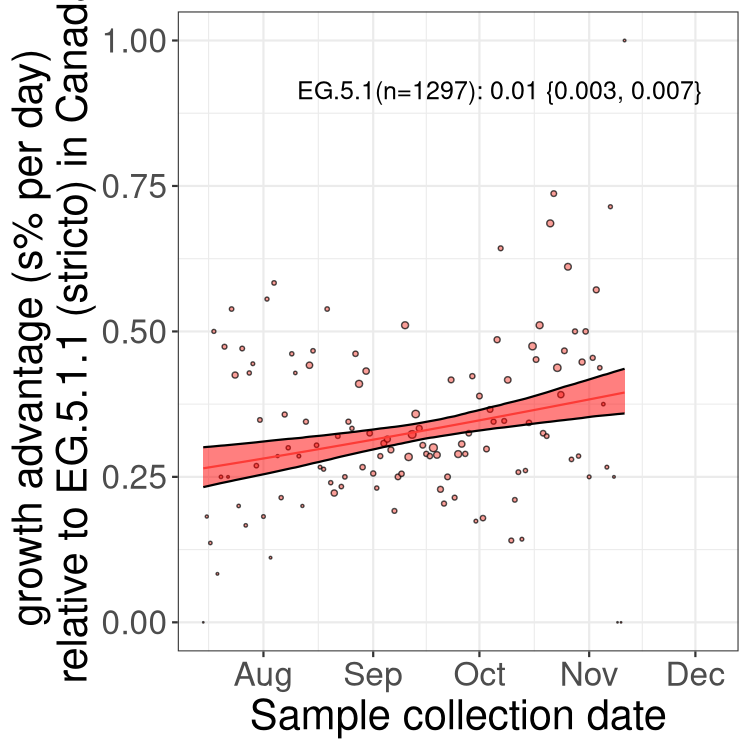 growth advantage (s% per day)
relative to EG.5.1.1 (stricto) in Canada
1.00
0.75
0.50
0.25
0.00
EG.5.1(n=1297): 0.01 {0.003, 0.007}
Aug Sep Oct Nov Dec
Sample collection date